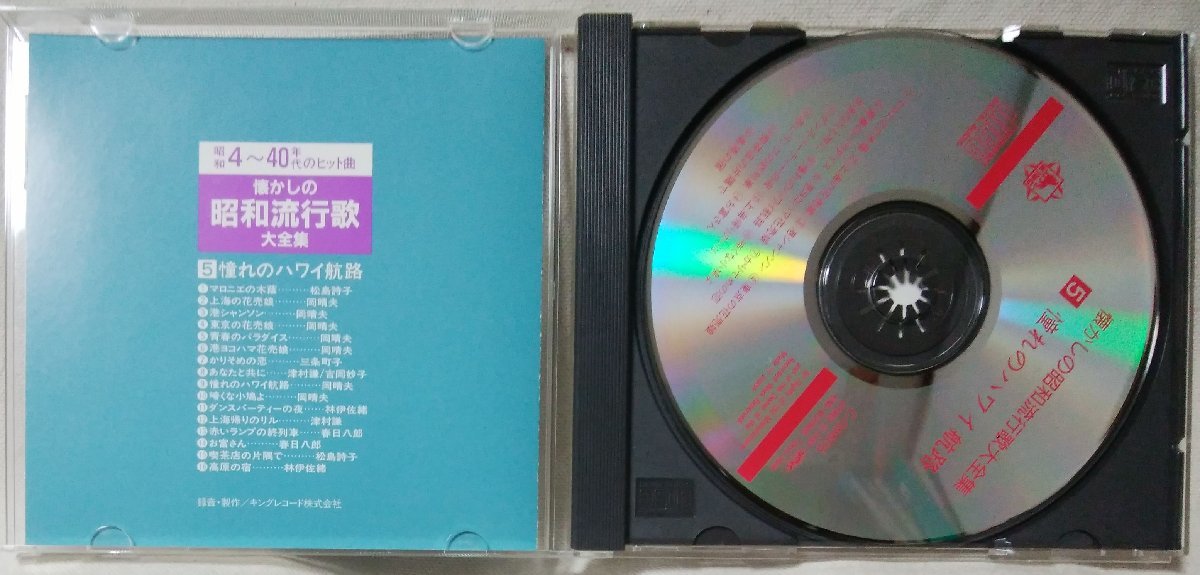 昭和4〜40年代のヒット曲
懐かしの
昭和流行歌
大全集
5 憧れのハワイ航路
1 マロニエの木蔭………松島詩子
2 上海の花売娘………岡晴夫
3 港シャンソン………岡晴夫
4 東京の花売娘………岡晴夫
5 青春のパラダイス………岡晴夫
6 港ヨコハマ花売娘………岡晴夫
7 かりそめの恋………三条町子
8 あなたと共に……津村謙/吉岡妙子
9 憧れのハワイ航路………岡晴夫
10 啼くな小鳩よ………岡晴夫
11 ダンスパーティーの夜……林伊佐緒
12 上海帰りのリル………津村謙
13 赤いランプの終列車……春日八郎
14 お富さん………春日八郎
15 喫茶店の片隅で………松島詩子
16 高原の宿………林伊佐緒
録音・製作/キングレコード株式会社
懐かしの昭和流行歌大全集
5 憧れのハワイ航路